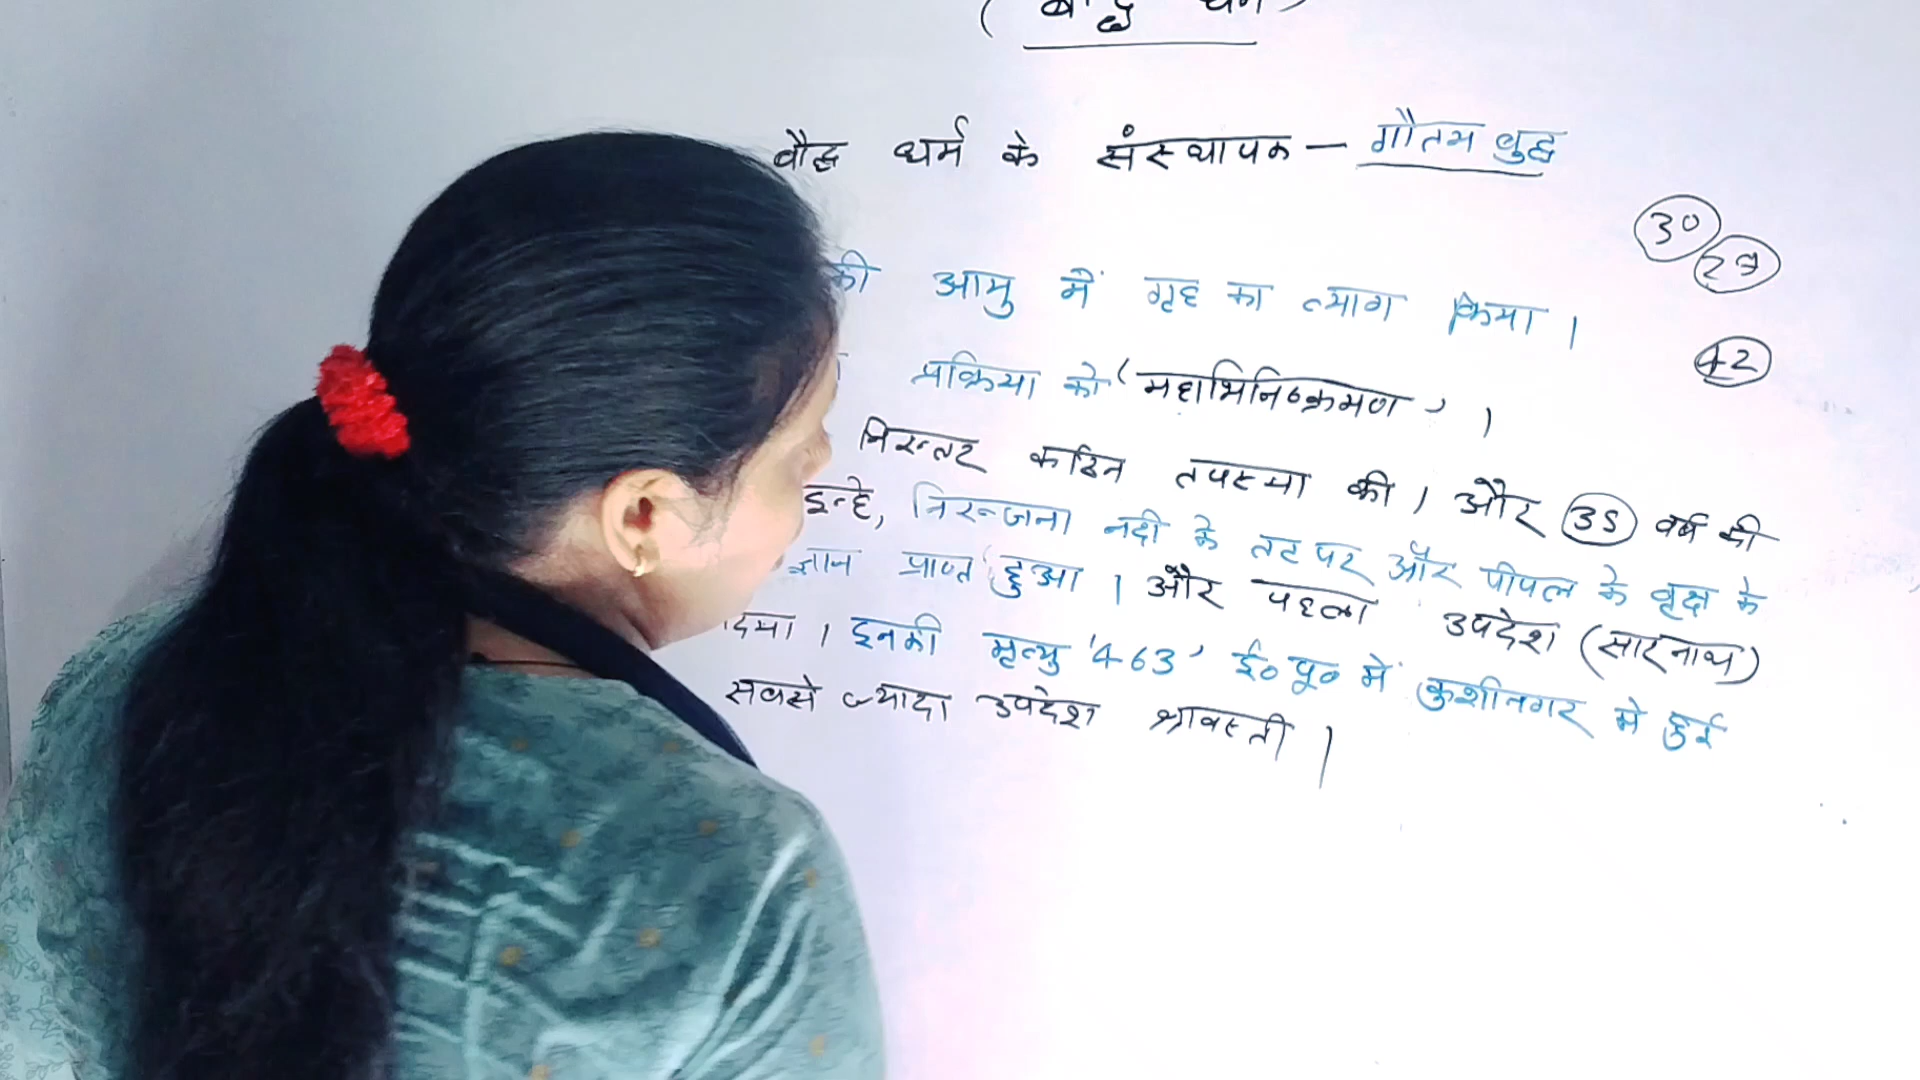 (बौद्ध धर्म)
बौद्ध धर्म के संस्थापक – गौतम बुद्ध
30
29
की आयु में गृह का त्याग किया ।
42
प्रक्रिया को 'महाभिनिष्क्रमण' ।
निरन्तर कठिन तपस्या की । और 35 वर्ष की
इन्हे, निरन्जना नदी के तट पर और पीपल के वृक्ष के
ज्ञान प्राप्त हुआ । और पहला उपदेश (सारनाथ)
दिया । इनकी मृत्यु '463' ई० पू० में कुशीनगर मे हुई
सबसे ज्यादा उपदेश श्रावस्ती ।